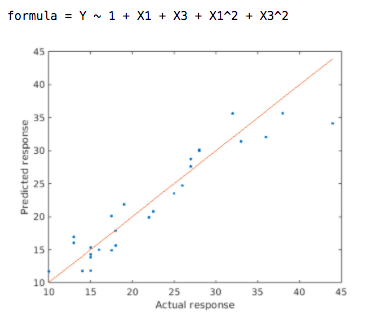 formula = Y ~ 1 + X1 + X3 + X1^2 + X3^2
45
40
35
30
25
20
15
10
Predicted response
10 15 20 25 30 35 40 45
Actual response